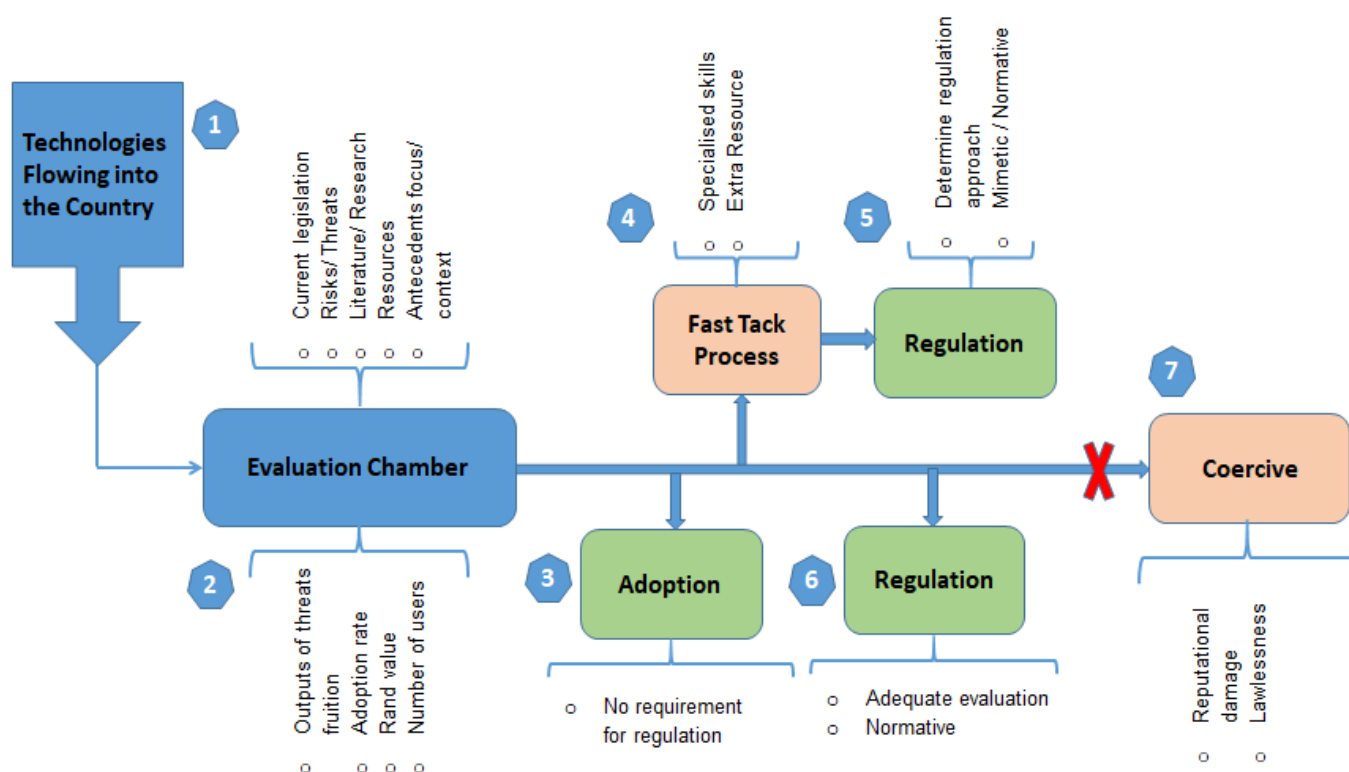 1
Technologies
Flowing into
the Country
Current legislation
Risks/ Threats
Literature/ Research
Resources
Antecedents focus/
context
Evaluation Chamber
2
Outputs of threats
fruition
Adoption rate
Rand value
Number of users
3
Adoption
No requirement
for regulation
4
Specialised skills
Extra Resource
Fast Tack
Process
5
Determine regulation
approach
Mimetic / Normative
Regulation
6
Regulation
Adequate evaluation
Normative
7
Coercive
Reputational
damage
Lawlessness